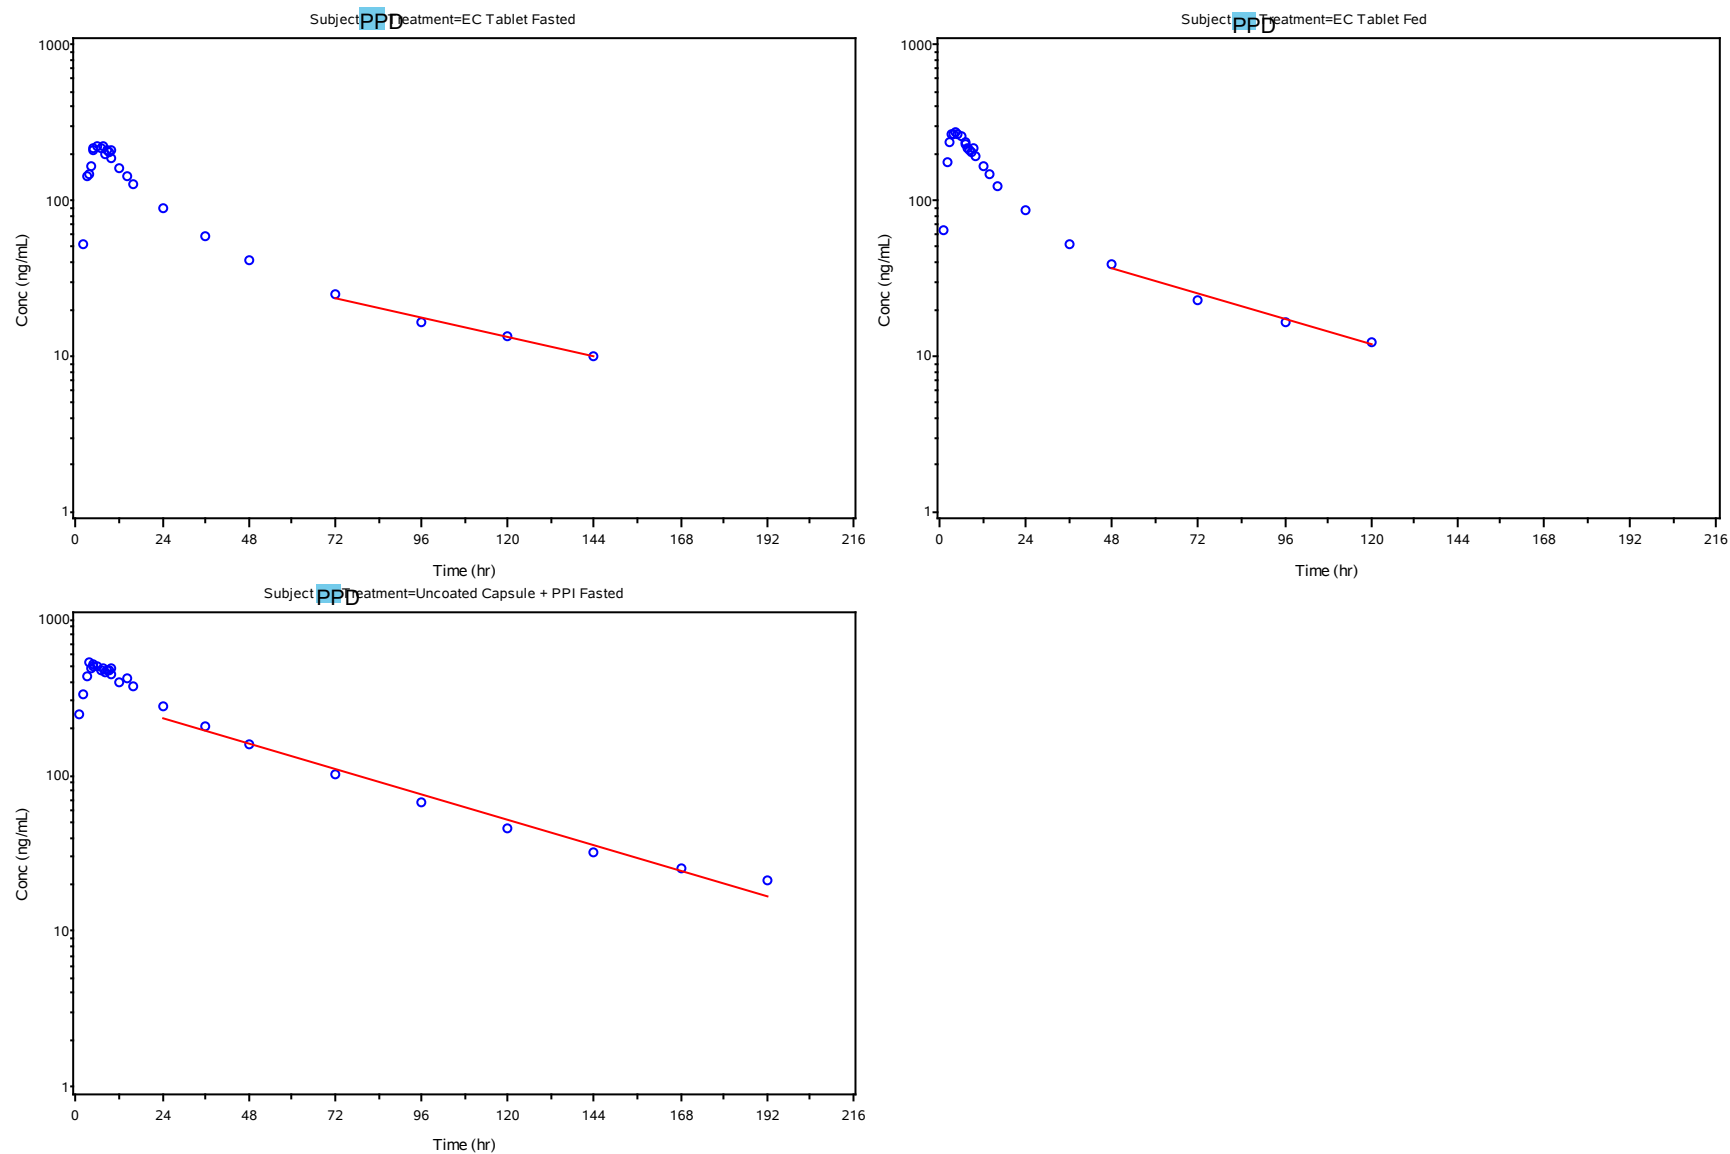 Subject PPD Treatment=EC Tablet Fasted
1000
100
10
1
Conc (ng/mL)
0 24 48 72 96 120 144 168 192 216
Time (hr)
Subject PPD Treatment=EC Tablet Fed
1000
100
10
1
Conc (ng/mL)
0 24 48 72 96 120 144 168 192 216
Time (hr)
Subject PPD Treatment=Uncoated Capsule + PPI Fasted
1000
100
10
1
Conc (ng/mL)
0 24 48 72 96 120 144 168 192 216
Time (hr)